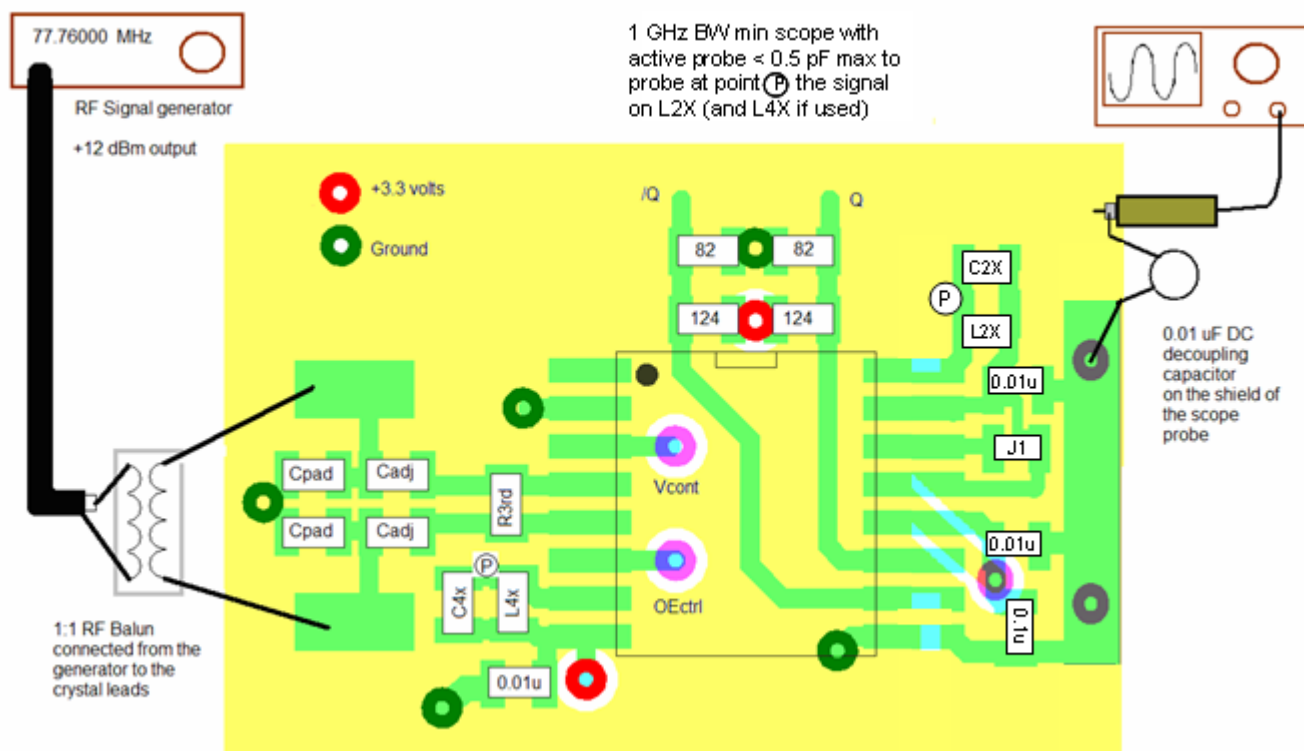 77.76000 MHz
RF Signal generator
+12 dBm output
1 GHz BW min scope with
active probe < 0.5 pF max to
probe at point P the signal
on L2X (and L4X if used)
+3.3 volts
Ground
/Q
Q
82
82
124
124
C2X
P
L2X
0.01u
J1
0.01u
0.1u
0.01 uF DC
decoupling
capacitor
on the shield of
the scope
probe
Cpad
Cadj
Cpad
Cadj
R3rd
Vcont
OEctrl
P
C4x
L4x
0.01u
1:1 RF Balun
connected from the
generator to the
crystal leads